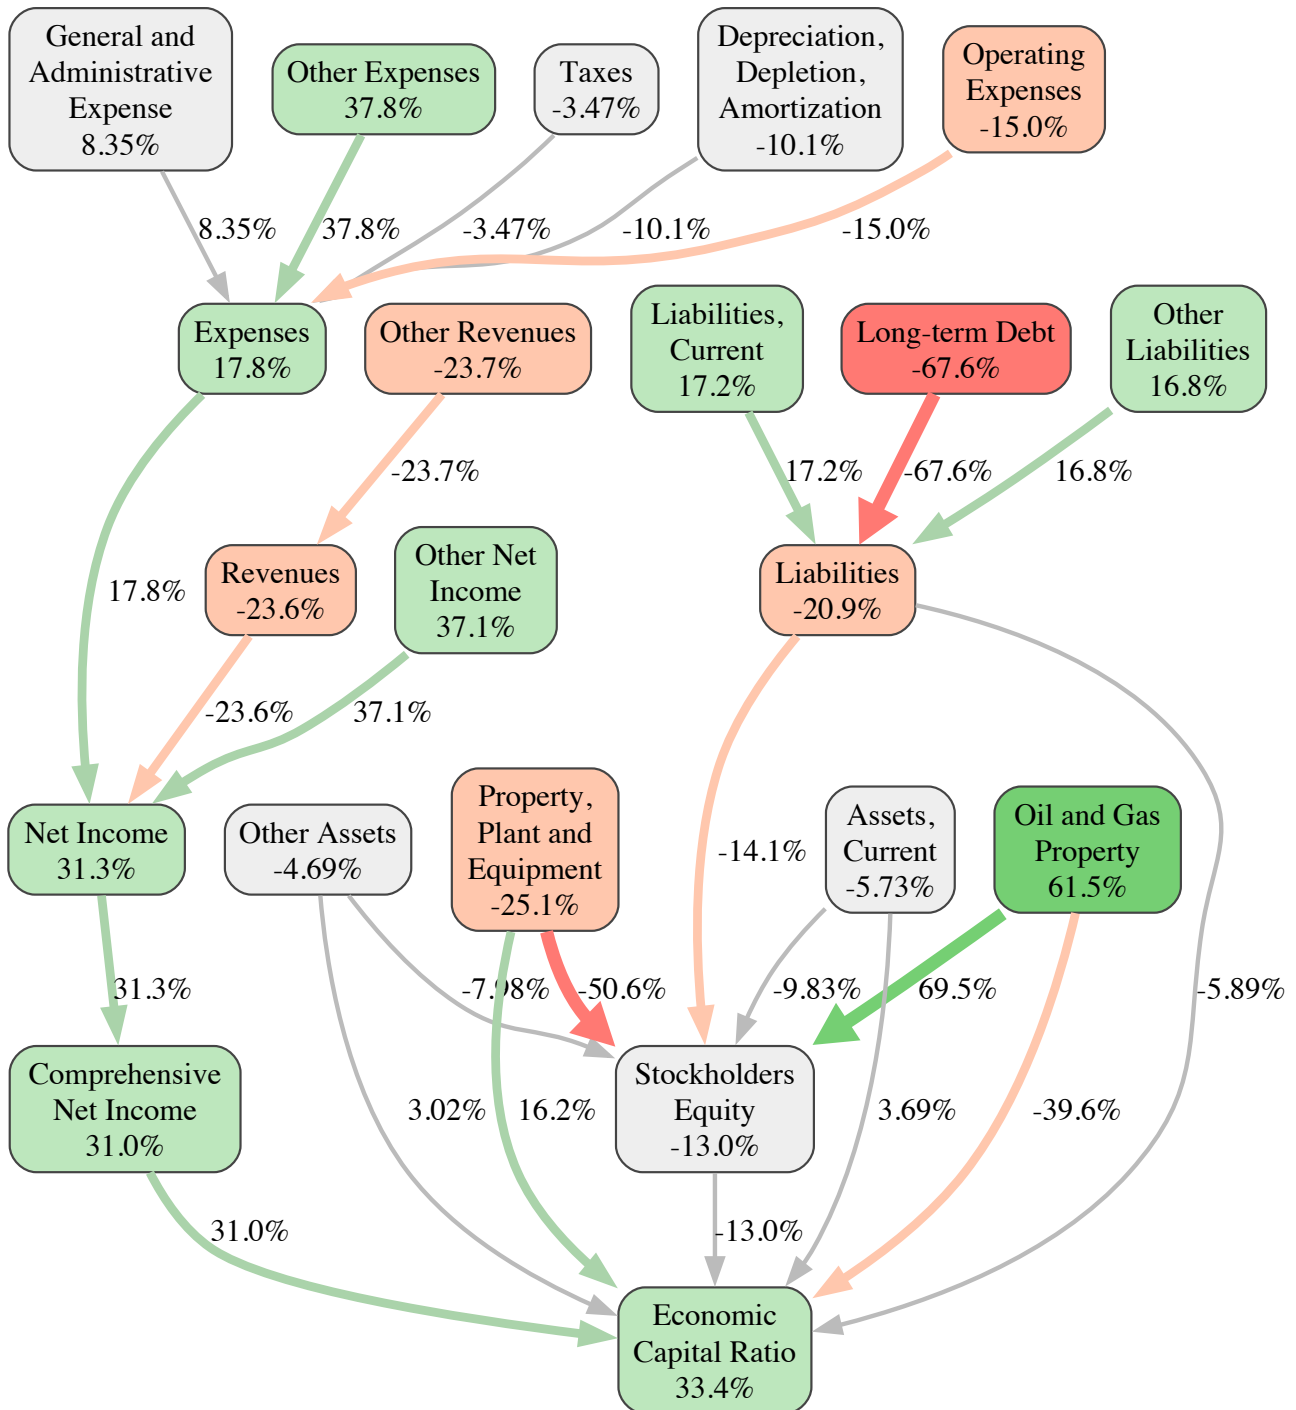 General and
Administrative
Expense
8.35%
Other Expenses
37.8%
Taxes
-3.47%
Depreciation,
Depletion,
Amortization
-10.1%
Operating
Expenses
-15.0%
8.35%
37.8%
-3.47%
-10.1%
-15.0%
Expenses
17.8%
Other Revenues
-23.7%
Liabilities,
Current
17.2%
Long-term Debt
-67.6%
Other
Liabilities
16.8%
-23.7%
17.2%
-67.6%
16.8%
17.8%
Revenues
-23.6%
Other Net
Income
37.1%
Liabilities
-20.9%
-23.6%
37.1%
Net Income
31.3%
Other Assets
-4.69%
Property,
Plant and
Equipment
-25.1%
-14.1%
Assets,
Current
-5.73%
Oil and Gas
Property
61.5%
31.3%
-7.98%
-50.6%
-9.83%
69.5%
-5.89%
Comprehensive
Net Income
31.0%
3.02%
16.2%
Stockholders
Equity
-13.0%
3.69%
-39.6%
31.0%
-13.0%
Economic
Capital Ratio
33.4%